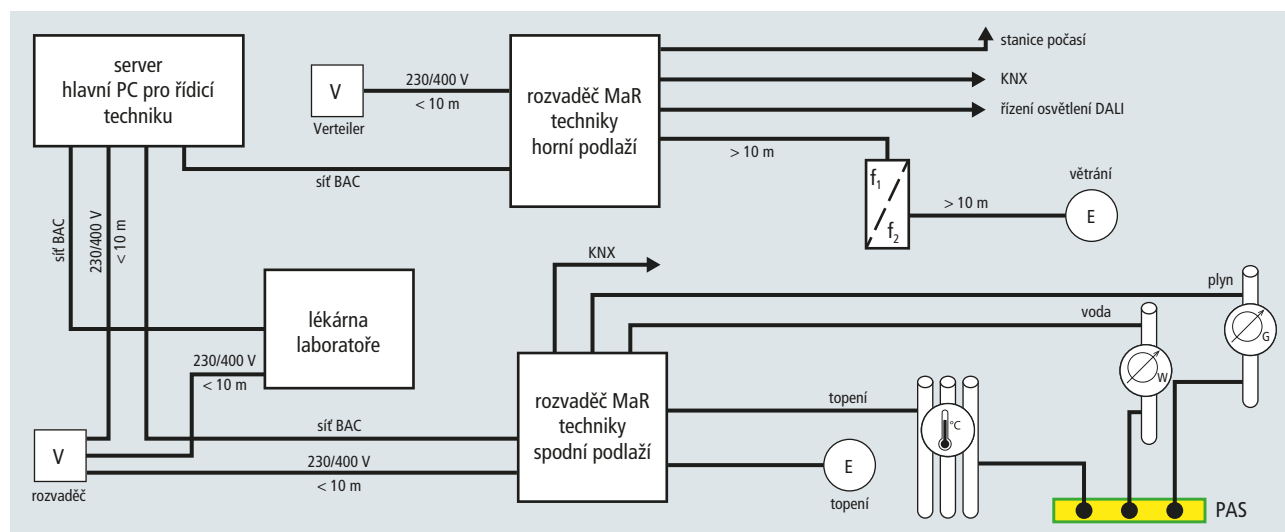 server
hlavní PC pro řídicí
techniku
V
Verteiler
230/400 V
< 10 m
rozvaděč MaR
techniky
horní podlaží
stanice počasí
KNX
řízení osvětlení DALI
> 10 m
f1
f2
> 10 m
větrání
E
síť BAC
síť BAC
230/400 V
< 10 m
lékárna
laboratoře
230/400 V
< 10 m
KNX
plyn
G
voda
W
rozvaděč MaR
techniky
spodní podlaží
topení
°C
E
topení
síť BAC
V
rozvaděč
230/400 V
< 10 m
PAS